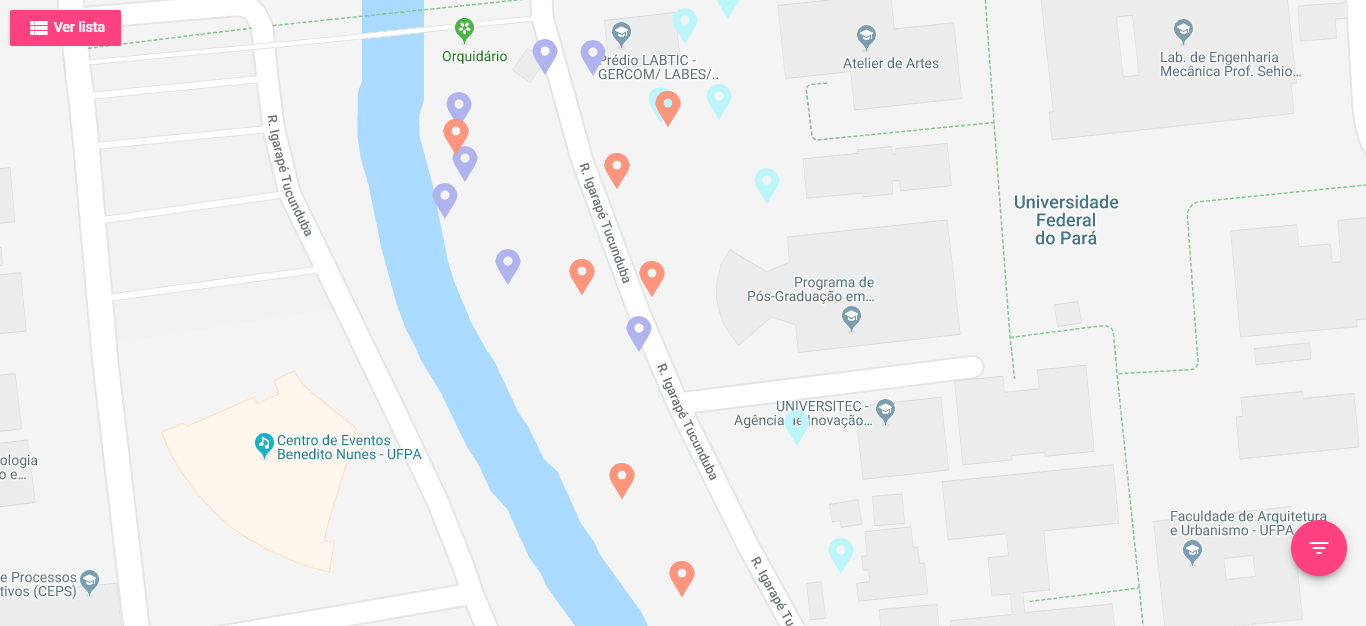 Ver lista
Orquidário
Prédio LABTIC -
GERCOM/ LABES/..
Atelier de Artes
Lab. de Engenharia
Mecânica Prof. Sehio...
R. Igarapé Tucunduba
R. Igarapé Tucunduba
Universidade
Federal
do Pará
Programa de
Pós-Graduação em...
R. Igarapé Tucunduba
UNIVERSITEC -
Agência de Inovação...
Centro de Eventos
Benedito Nunes - UFPA
ologia
o e...
Faculdade de Arquitetura
e Urbanismo - UFPA
e Processos
tivos (CEPS)
R. Igarapé Tu